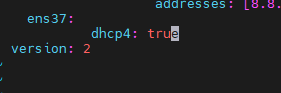 addresses: [8.8.
ens37:
dhcp4: true
version: 2
~
~